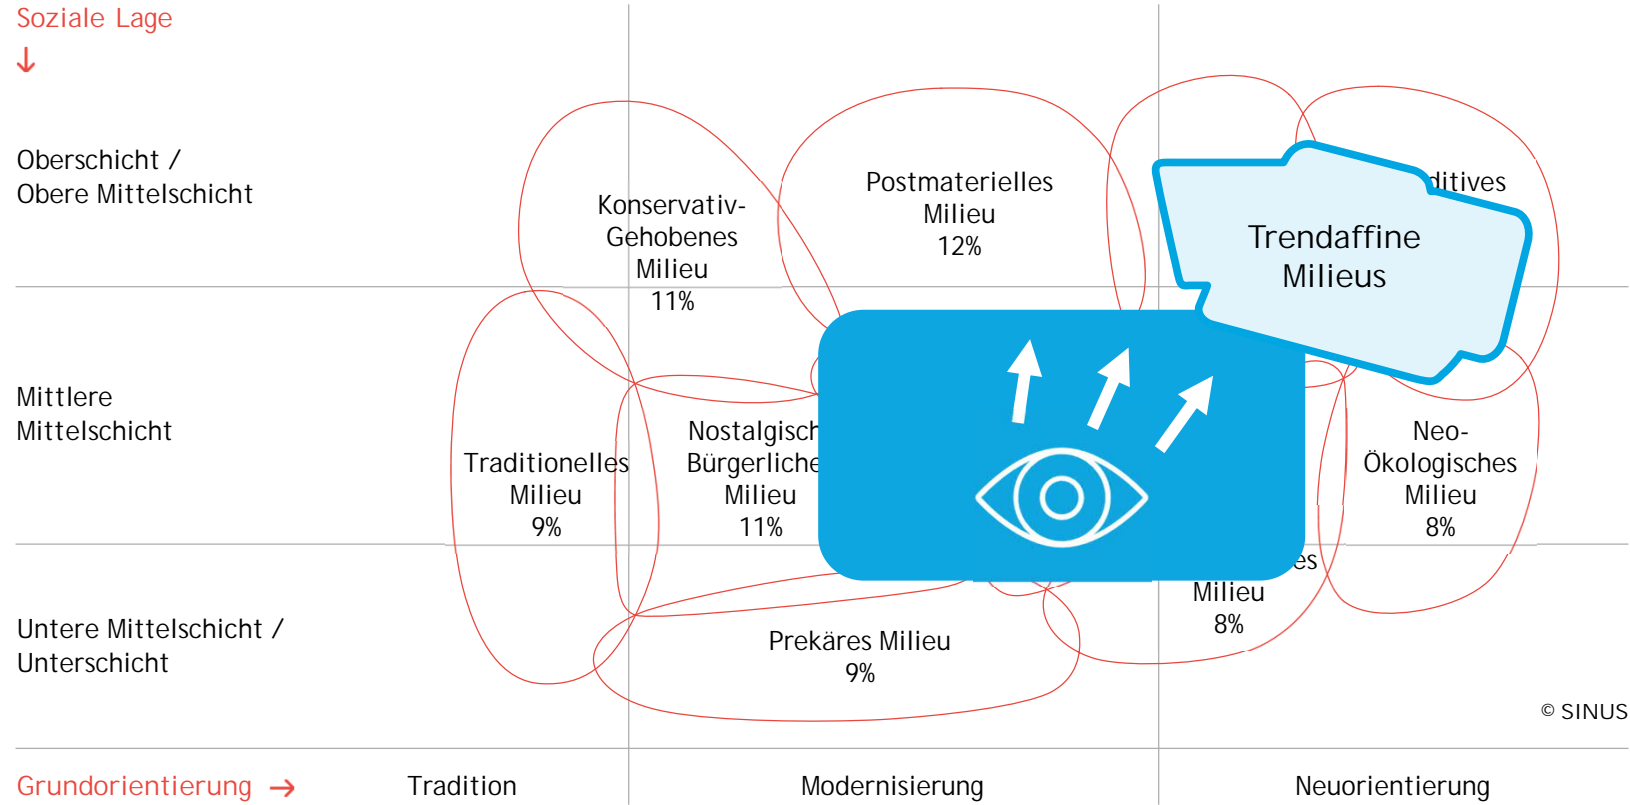 Soziale Lage
↓
Oberschicht /
Obere Mittelschicht
Konservativ-
Gehobenes
Milieu
11%
Postmaterielles
Milieu
12%
ditives
Trendaffine
Milieus
Mittlere
Mittelschicht
Traditionelles
Milieu
9%
Nostalgisch
Bürgerliche
Milieu
11%
Neo-
Ökologisches
Milieu
8%
es
Milieu
8%
Untere Mittelschicht /
Unterschicht
Prekäres Milieu
9%
© SINUS
Grundorientierung →
Tradition
Modernisierung
Neuorientierung